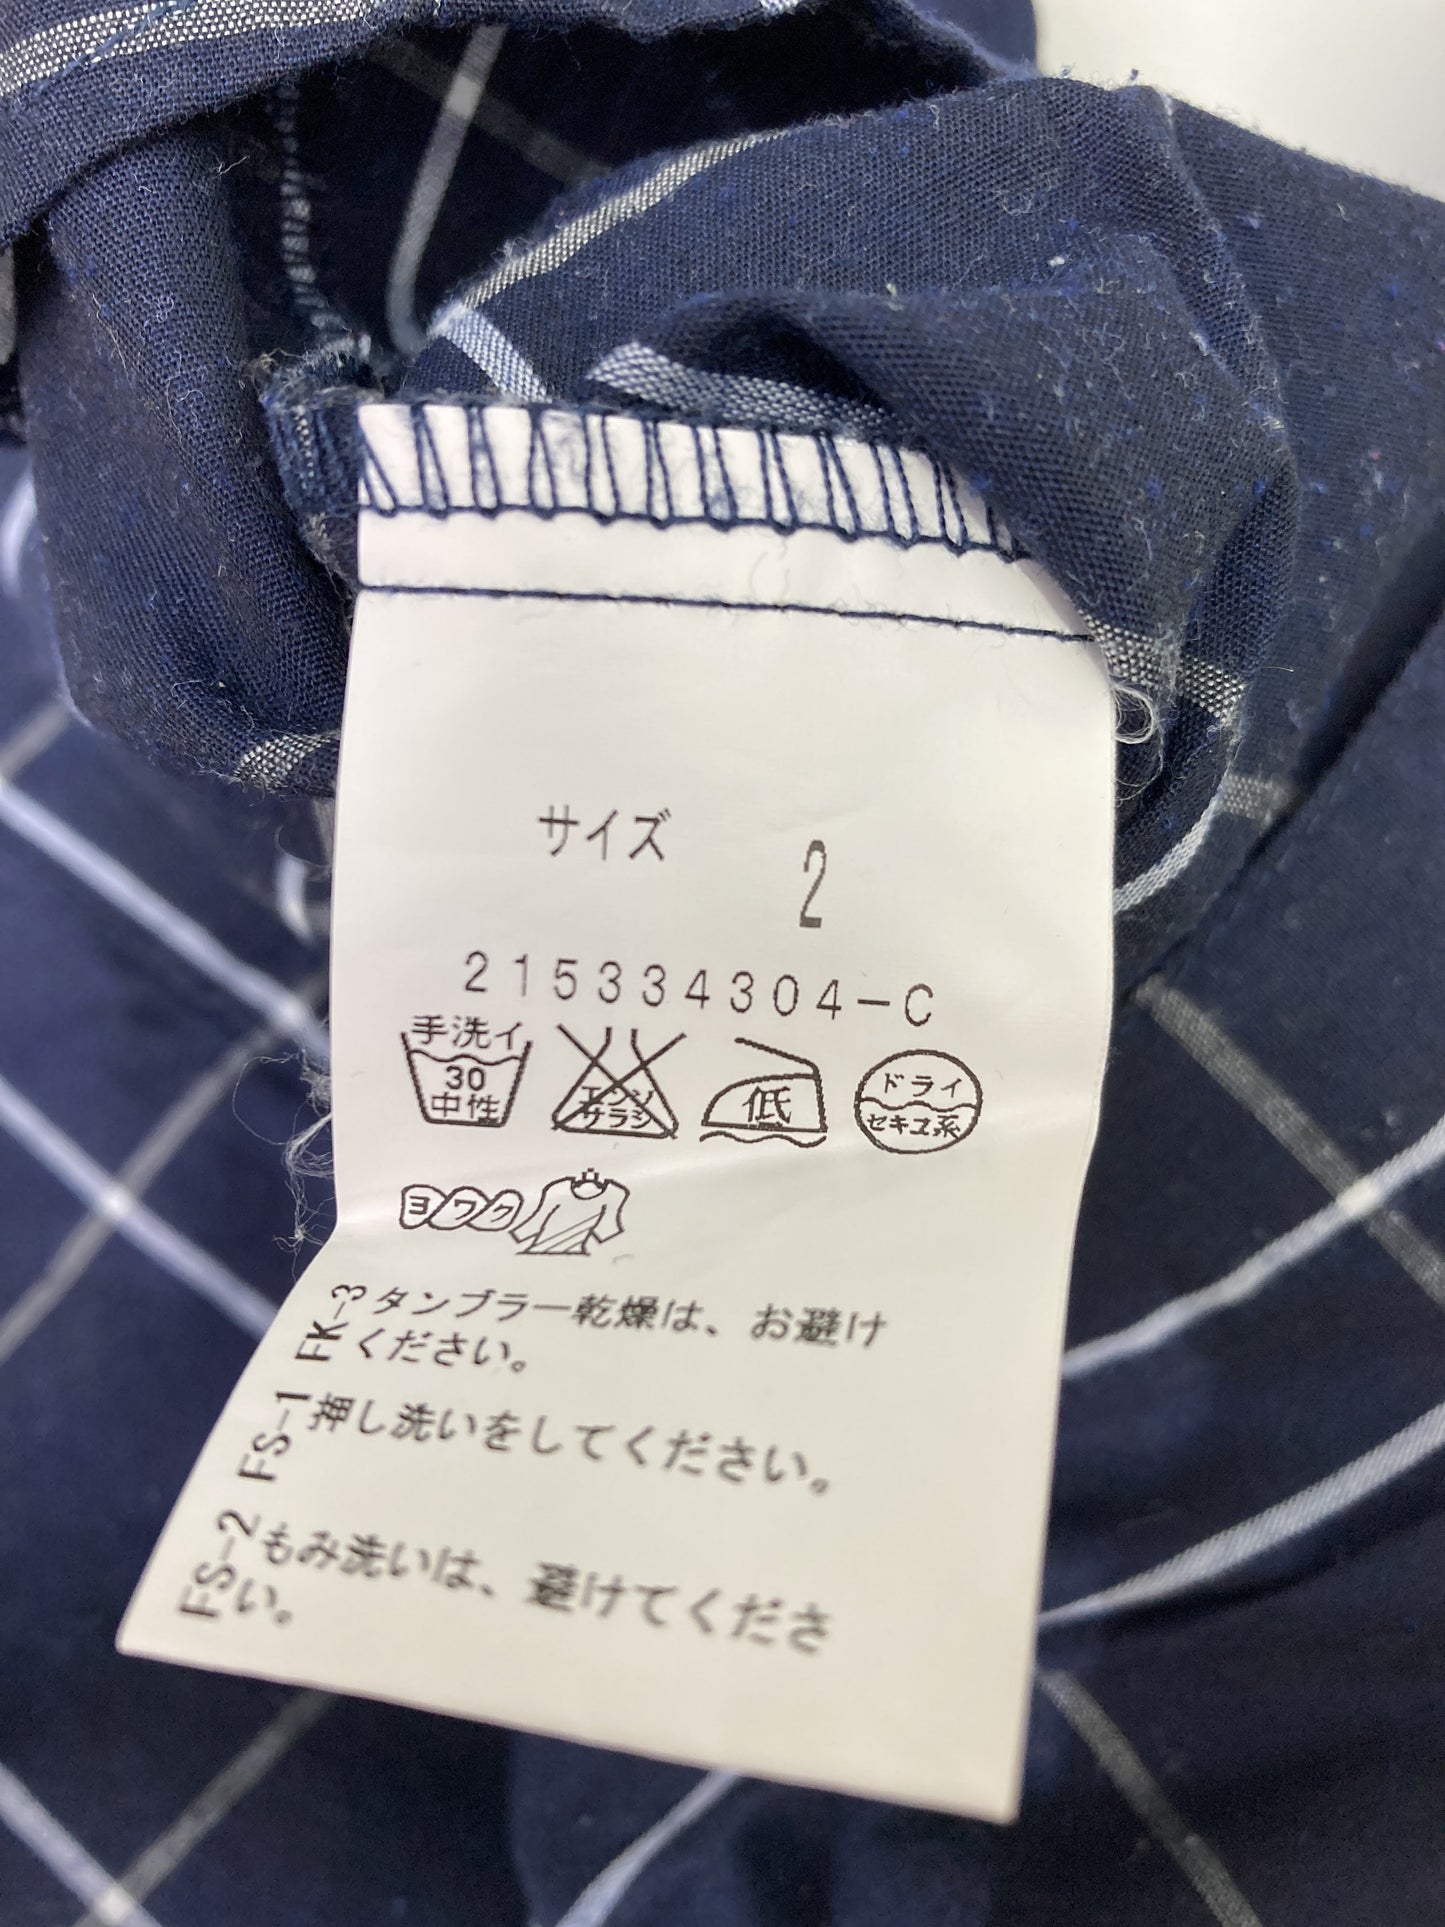 サイズ 2
215334304-C
手洗イ
30
中性
エンソ
サラシ
低
ドライ
セキユ系
ヨワク
FK-3 タンブラー乾燥は、お避け
ください。
FS-1 押し洗いをしてください。
FS-2 もみ洗いは、避けてくださ
い。